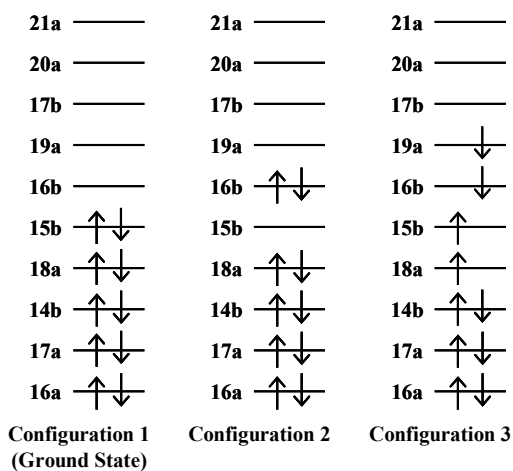 21a 21a 21a
20a 20a 20a
17b 17b 17b
19a 19a 19a
16b 16b 16b
15b 15b 15b
18a 18a 18a
14b 14b 14b
17a 17a 17a
16a 16a 16a
Configuration 1 Configuration 2 Configuration 3
(Ground State)